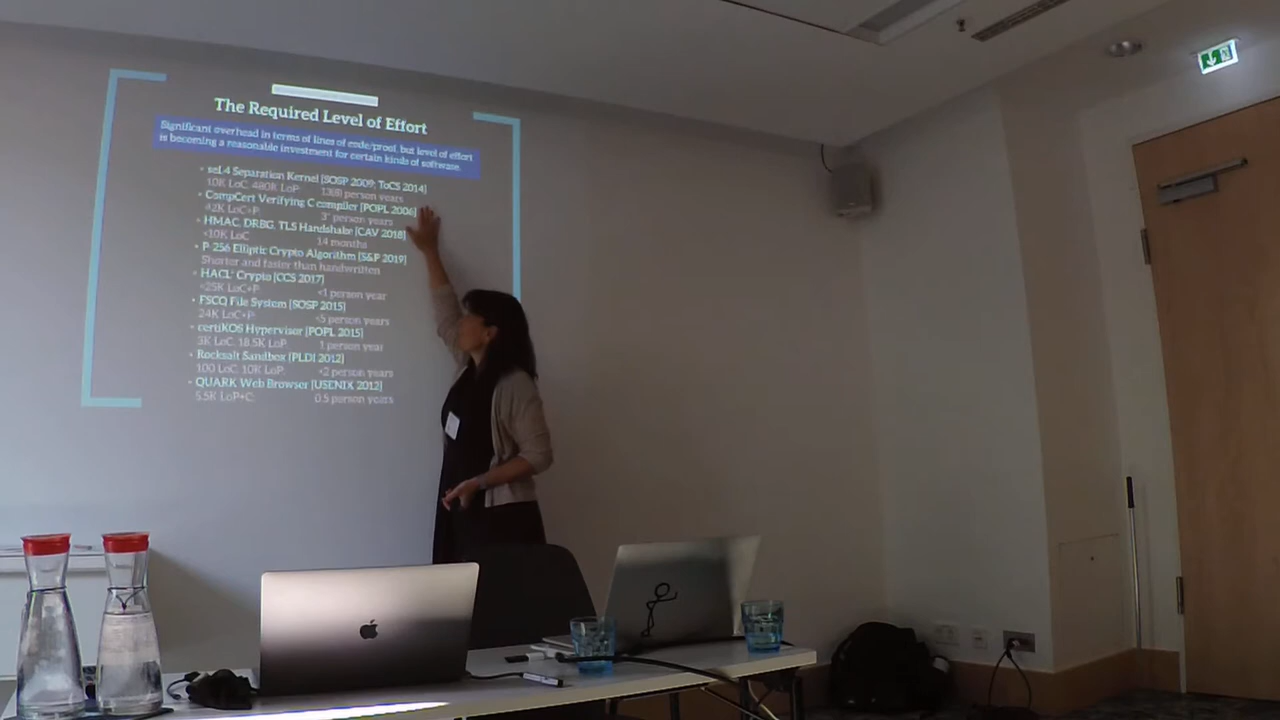 The Required Level of Effort
Significant overhead in terms of lines of code/proof, but level of effort
is becoming a reasonable investment for certain kinds of software.
• seL4 Separation Kernel [SOSP 2009; ToCS 2014]
10K LoC, 480K LoP; person years
• CompCert Verifying C compiler [POPL 2006]
42K LoC+P; 3* person years
• HMAC, DRBG, TLS Handshake [CAV 2018]
<10K LoC 14 months
• P-256 Elliptic Crypto Algorithm [S&P 2019]
Shorter and faster than handwritten
• HACL* Crypto [CCS 2017]
<25K LoC+P; <1 person year
• FSCQ File System [SOSP 2015]
24K LoC+P; <5 person years
• certiKOS Hypervisor [POPL 2015]
3K LoC, 18.5K LoP; 1 person year
• Rocksalt Sandbox [PLDI 2012]
100 LoC, 10K LoP; <2 person years
• QUARK Web Browser [USENIX 2012]
5.5K LoP+C; 0.5 person years